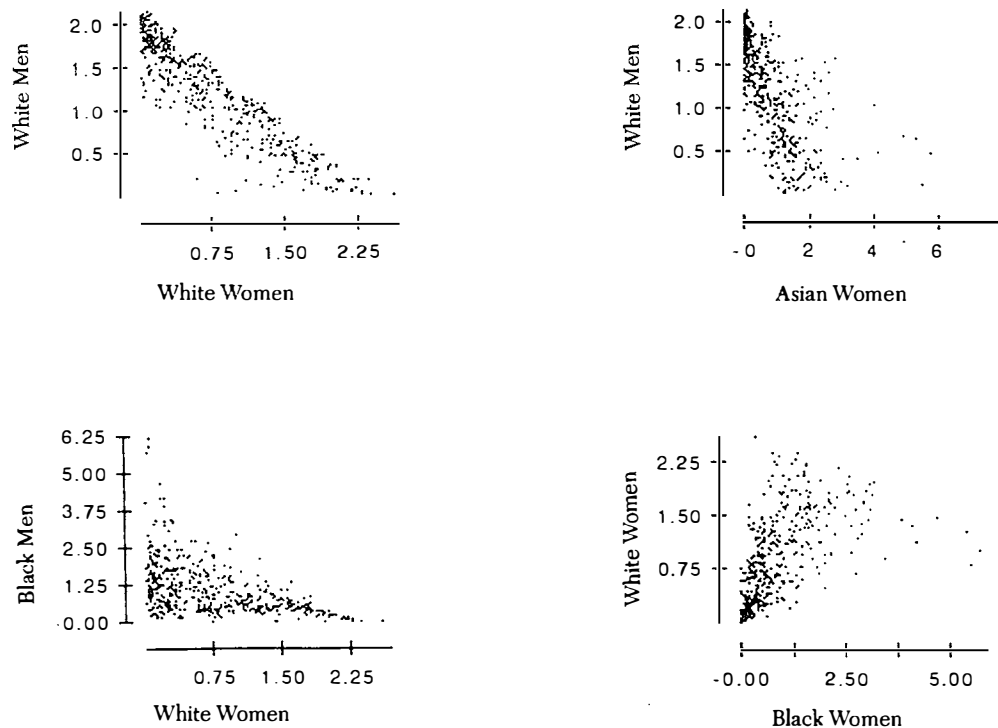 White Men
2.0
1.5
1.0
0.5
0.75 1.50 2.25
White Women
White Men
2.0
1.5
1.0
0.5
-0 2 4 6
Asian Women
Black Men
6.25
5.00
3.75
2.50
1.25
-0.00
0.75 1.50 2.25
White Women
White Women
2.25
1.50
0.75
-0.00 2.50 5.00
Black Women